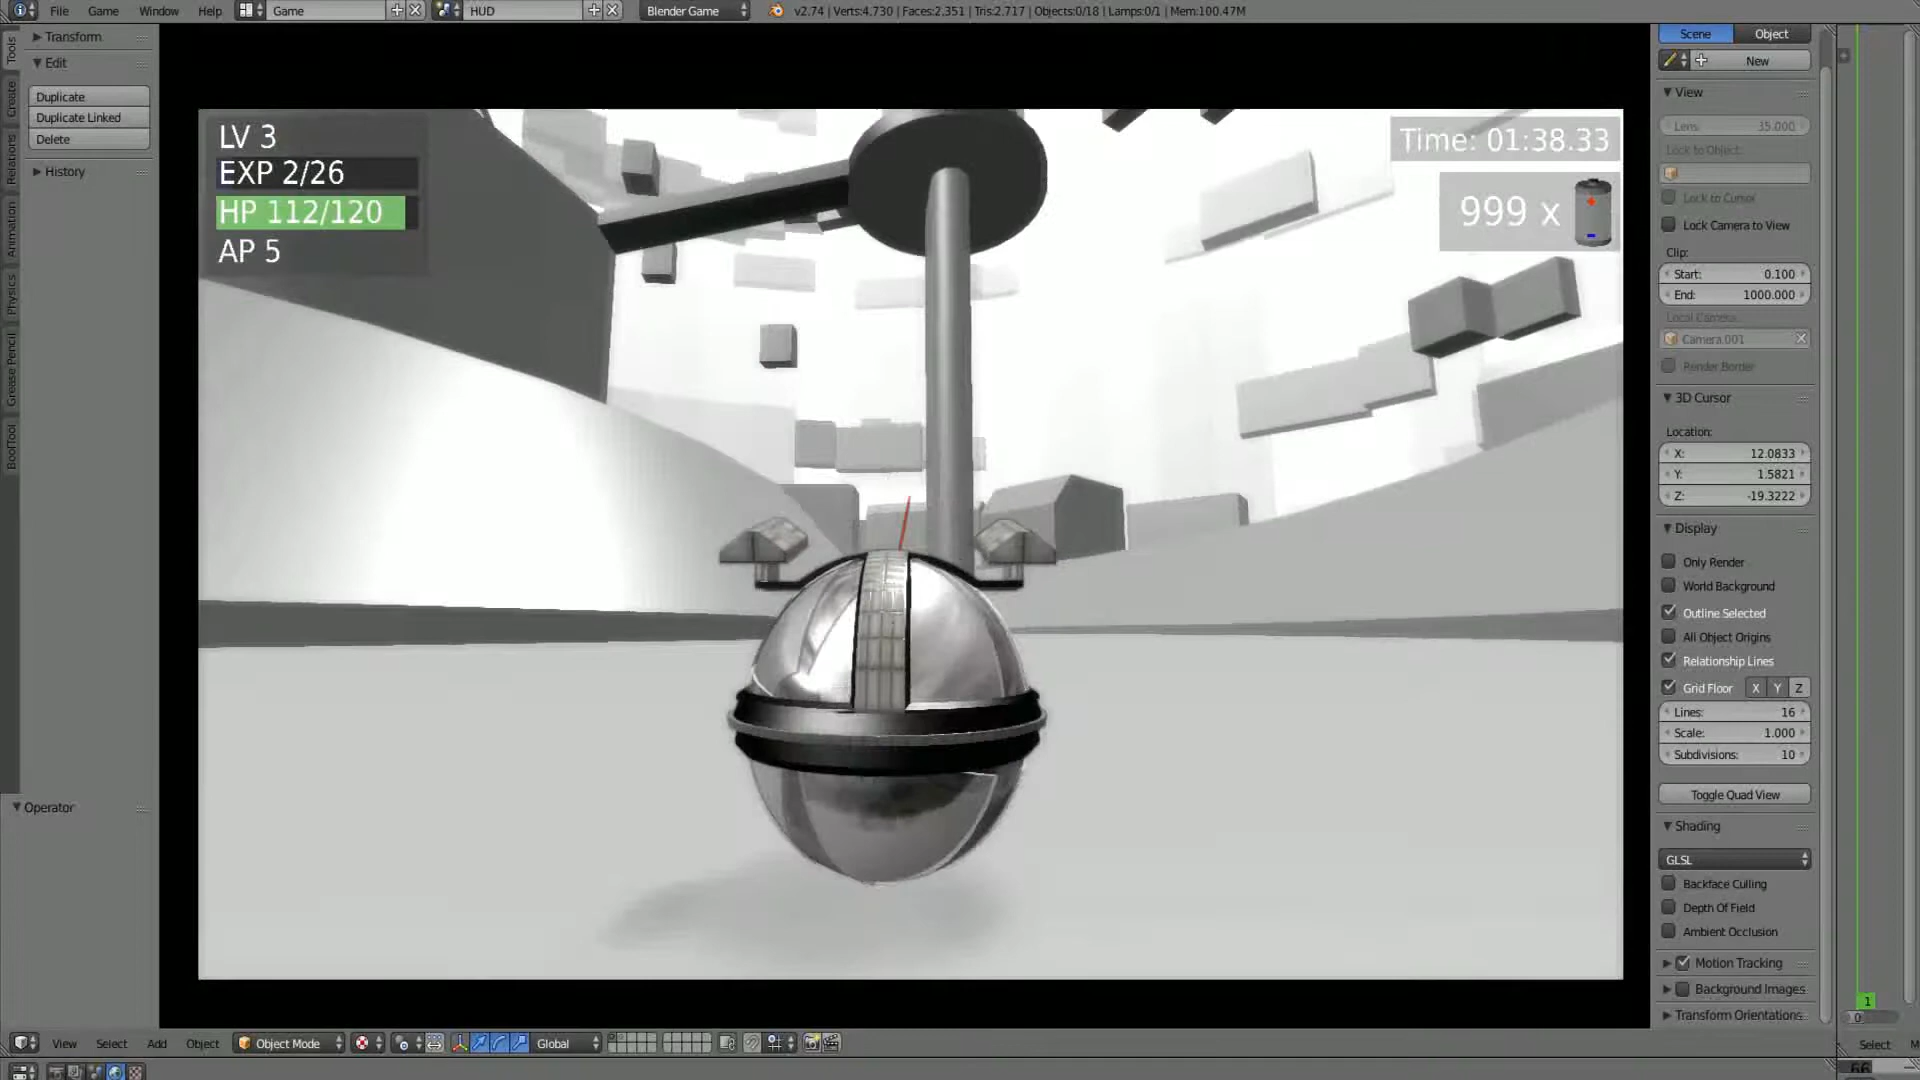 File Game Window Help Game HUD Blender Game v2.74 | Verts:4,730 | Faces:2,351 | Tris:2,717 | Objects:0/18 | Lamps:0/1 | Mem:100.47M
Tools
Create
Relations
Animation
Physics
Grease Pencil
BoolTool
Transform
Edit
Duplicate
Duplicate Linked
Delete
History
Operator
LV 3
EXP 2/26
HP 112/120
AP 5
Time: 01:38.33
999 x
Scene Object
New
View
Lens: 35.000
Lock to Object:
Lock to Cursor
Lock Camera to View
Clip:
Start: 0.100
End: 1000.000
Local Camera:
Camera.001
Render Border
3D Cursor
Location:
X: 12.0833
Y: 1.5821
Z: -19.3222
Display
Only Render
World Background
Outline Selected
All Object Origins
Relationship Lines
Grid Floor X Y Z
Lines: 16
Scale: 1.000
Subdivisions: 10
Toggle Quad View
Shading
GLSL
Backface Culling
Depth Of Field
Ambient Occlusion
Motion Tracking
Background Images
Transform Orientations
1
0
View Select Add Object Object Mode Global
Select M
66